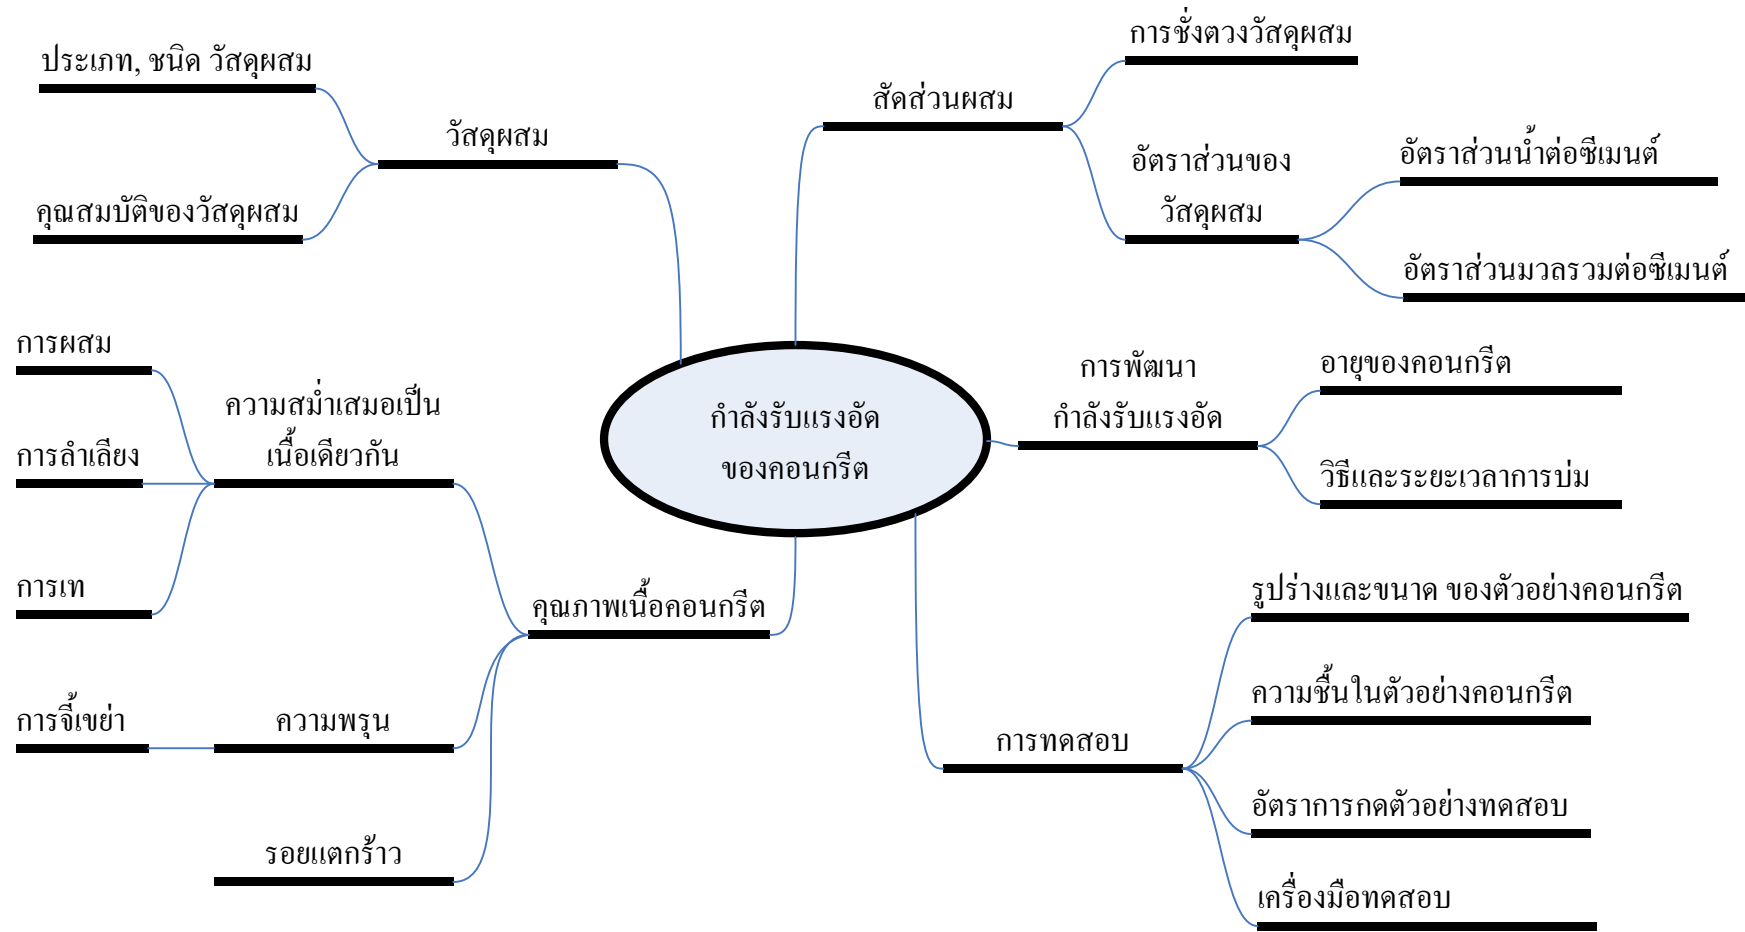 ประเภท, ชนิด วัสดุผสม
วัสดุผสม
คุณสมบัติของวัสดุผสม
การชั่งตวงวัสดุผสม
สัดส่วนผสม
อัตราส่วนของ
วัสดุผสม
อัตราส่วนน้ำต่อซีเมนต์
อัตราส่วนมวลรวมต่อซีเมนต์
การผสม
ความสม่ำเสมอเป็น
เนื้อเดียวกัน
การลำเลียง
การเท
กำลังรับแรงอัด
ของคอนกรีต
การพัฒนา
กำลังรับแรงอัด
อายุของคอนกรีต
วิธีและระยะเวลาการบ่ม
คุณภาพเนื้อคอนกรีต
การจี้เขย่า
ความพรุน
รอยแตกร้าว
การทดสอบ
รูปร่างและขนาด ของตัวอย่างคอนกรีต
ความชื้นในตัวอย่างคอนกรีต
อัตราการกดตัวอย่างทดสอบ
เครื่องมือทดสอบ